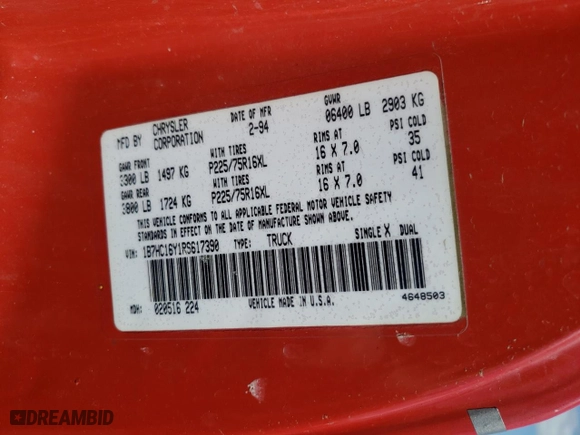 MFD BY CHRYSLER CORPORATION DATE OF MFR 2-94 GVWR 06400 LB 2903 KG
GAWR FRONT WITH TIRES RIMS AT PSI COLD
3300 LB 1497 KG P225/75R16XL 16 X 7.0 35
GAWR REAR WITH TIRES RIMS AT PSI COLD
3800 LB 1724 KG P225/75R16XL 16 X 7.0 41
THIS VEHICLE CONFORMS TO ALL APPLICABLE FEDERAL MOTOR VEHICLE SAFETY
STANDARDS IN EFFECT ON THE DATE OF MANUFACTURE SHOWN ABOVE.
VIN: 1B7HC16Y1RS617390 TYPE: TRUCK SINGLE X DUAL
MDH: 020516 224 VEHICLE MADE IN U.S.A. 4648503
DREAMBID